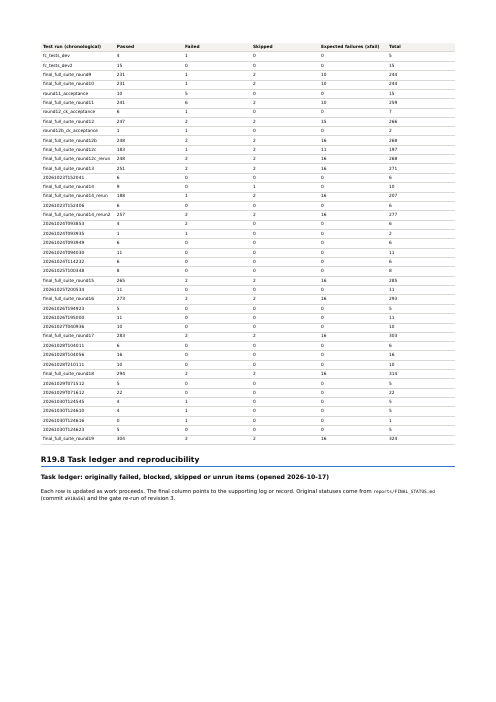 Test run (chronological) Passed Failed Skipped Expected failures (xfail) Total
fc_tests_dev 4 1 0 0 5
fc_tests_dev2 15 0 0 0 15
final_full_suite_round9 231 1 2 10 244
final_full_suite_round10 231 1 2 10 244
round11_acceptance 10 5 0 0 15
final_full_suite_round11 241 6 2 10 259
round12_ck_acceptance 6 1 0 0 7
final_full_suite_round12 247 2 2 15 266
round12b_ck_acceptance 1 1 0 0 2
final_full_suite_round12b 248 2 2 16 268
final_full_suite_round12c 183 1 2 11 197
final_full_suite_round12c_rerun 248 2 2 16 268
final_full_suite_round13 251 2 2 16 271
20261023T152041 6 0 0 0 6
final_full_suite_round14 9 0 1 0 10
final_full_suite_round14_rerun 188 1 2 16 207
20261023T152406 6 0 0 0 6
final_full_suite_round14_rerun2 257 2 2 16 277
20261024T093853 4 2 0 0 6
20261024T093935 1 1 0 0 2
20261024T093949 6 0 0 0 6
20261024T094030 11 0 0 0 11
20261024T114232 6 0 0 0 6
20261025T100348 8 0 0 0 8
final_full_suite_round15 265 2 2 16 285
20261025T200534 11 0 0 0 11
final_full_suite_round16 273 2 2 16 293
20261026T194923 5 0 0 0 5
20261026T195000 11 0 0 0 11
20261027T040936 10 0 0 0 10
final_full_suite_round17 283 2 2 16 303
20261028T104011 6 0 0 0 6
20261028T104056 16 0 0 0 16
20261028T210111 10 0 0 0 10
final_full_suite_round18 294 2 2 16 314
20261029T071512 5 0 0 0 5
20261029T071612 22 0 0 0 22
20261030T124545 4 1 0 0 5
20261030T124610 4 1 0 0 5
20261030T124616 0 1 0 0 1
20261030T124623 5 0 0 0 5
final_full_suite_round19 304 2 2 16 324
R19.8 Task ledger and reproducibility
Task ledger: originally failed, blocked, skipped or unrun items (opened 2026-10-17)
Each row is updated as work proceeds. The final column points to the supporting log or record. Original statuses come from reports/FINAL_STATUS.md
(commit ) and the gate re-run of revision 3.